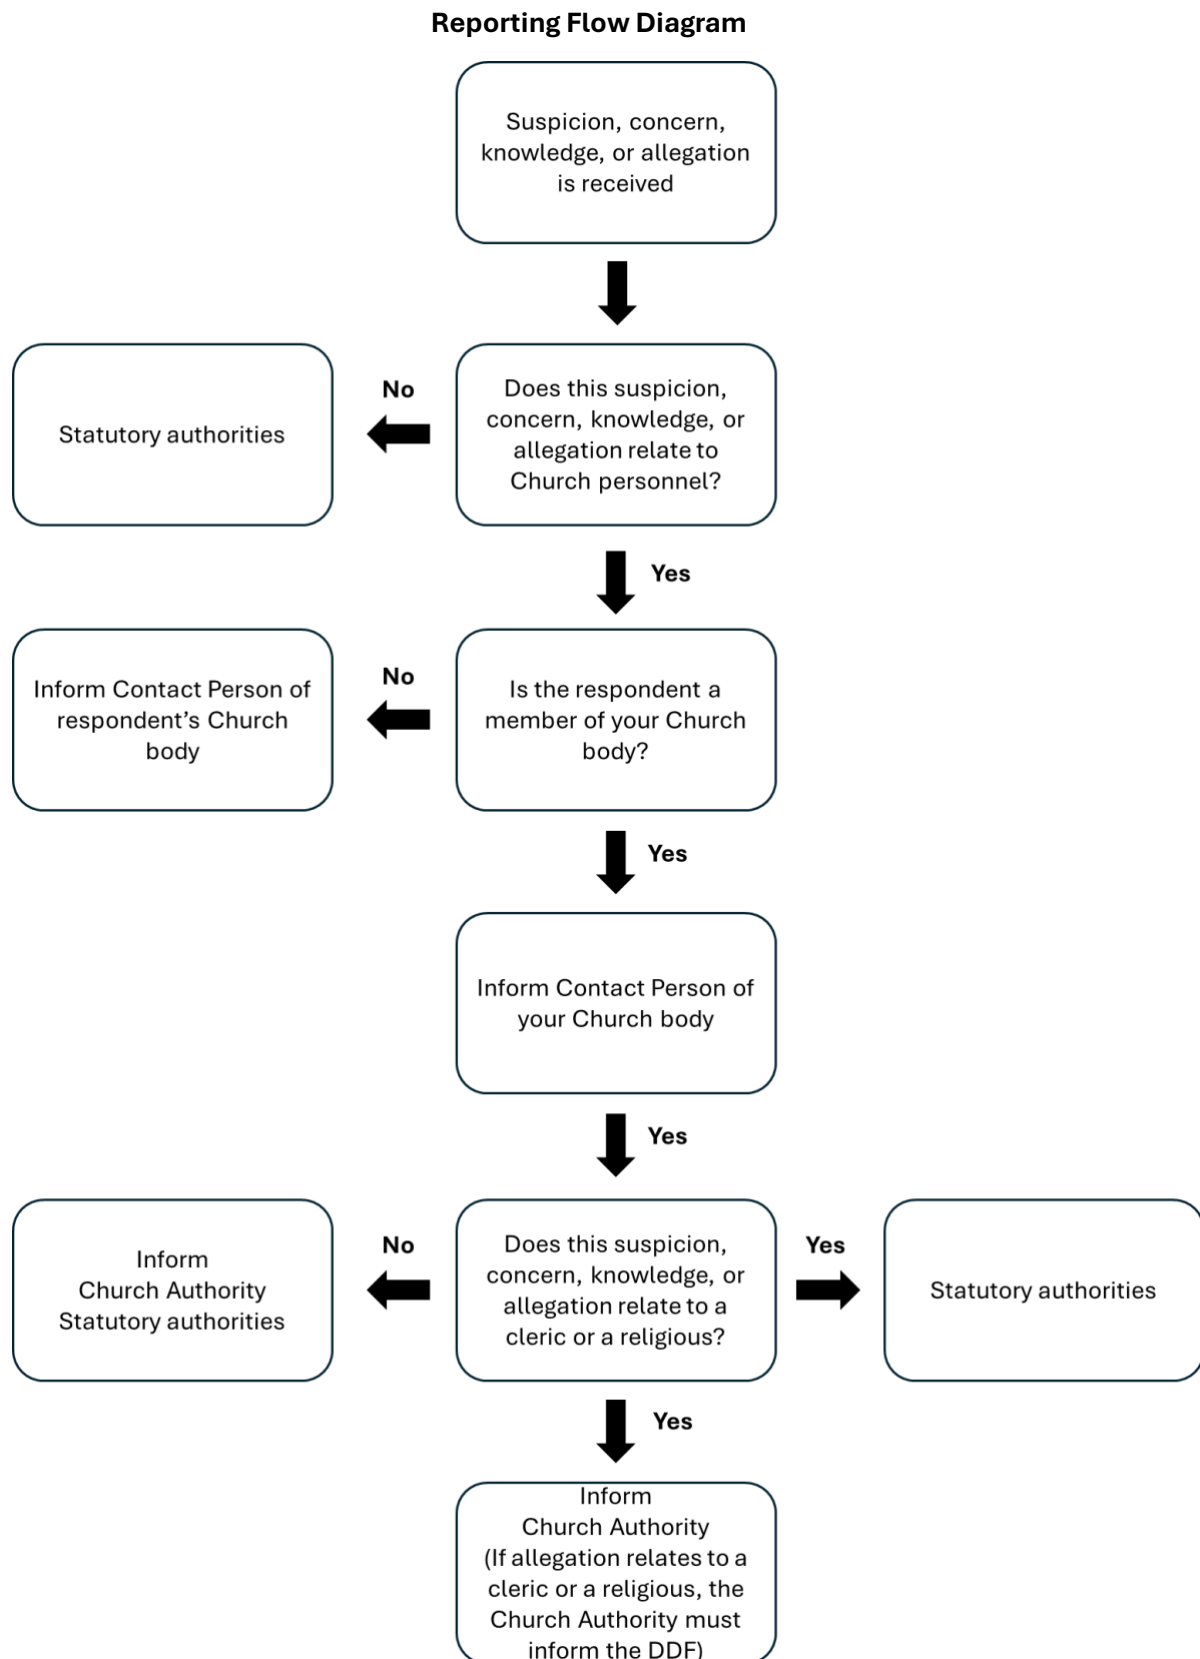 Reporting Flow Diagram
Suspicion, concern,
knowledge, or allegation
is received
Statutory authorities
No
Does this suspicion,
concern, knowledge, or
allegation relate to
Church personnel?
Yes
Inform Contact Person of
respondent’s Church
body
No
Is the respondent a
member of your Church
body?
Yes
Inform Contact Person of
your Church body
Yes
Inform
Church Authority
Statutory authorities
No
Does this suspicion,
concern, knowledge, or
allegation relate to a
cleric or a religious?
Yes
Statutory authorities
Yes
Inform
Church Authority
(If allegation relates to a
cleric or a religious, the
Church Authority must
inform the DDF)